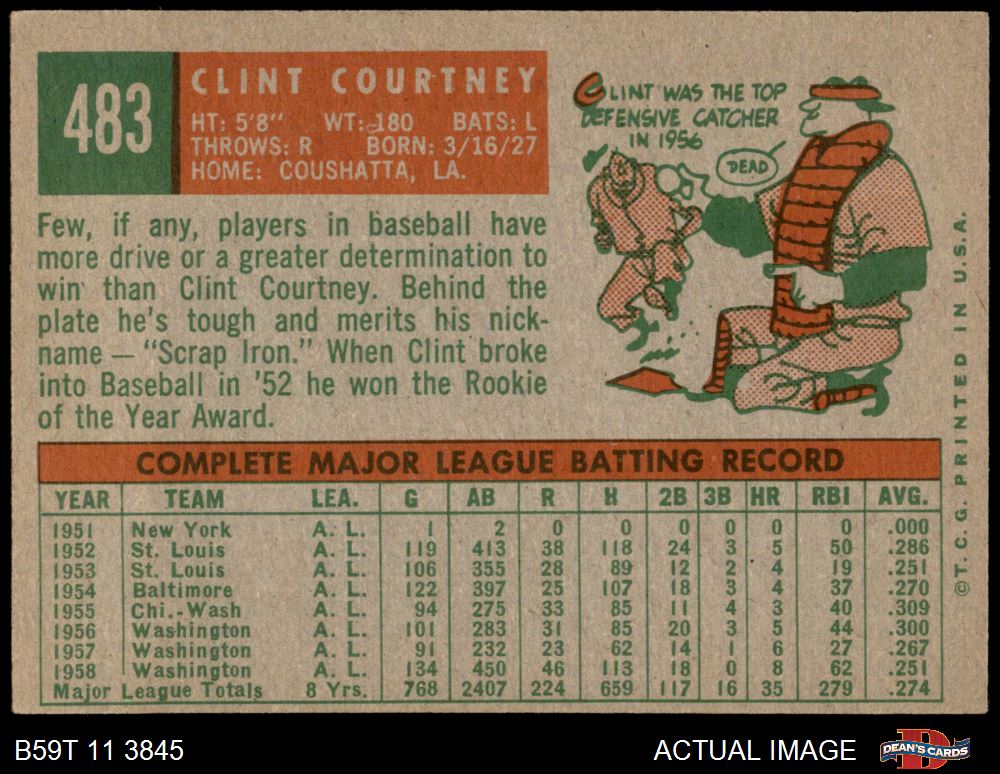 483
CLINT COURTNEY
HT: 5'8" WT: 180 BATS: L
THROWS: R BORN: 3/16/27
HOME: COUSHATTA, LA.
CLINT WAS THE TOP
DEFENSIVE CATCHER
IN 1956
DEAD
Few, if any, players in baseball have
more drive or a greater determination to
win than Clint Courtney. Behind the
plate he's tough and merits his nick-
name — "Scrap Iron." When Clint broke
into Baseball in '52 he won the Rookie
of the Year Award.
COMPLETE MAJOR LEAGUE BATTING RECORD
YEAR TEAM LEA. G AB R H 2B 3B HR RBI AVG.
1951 New York A. L. 1 2 0 0 0 0 0 0 .000
1952 St. Louis A. L. 119 413 38 118 24 3 5 50 .286
1953 St. Louis A. L. 106 355 28 89 12 2 4 19 .251
1954 Baltimore A. L. 122 397 25 107 18 3 4 37 .270
1955 Chi.-Wash A. L. 94 275 33 85 11 4 3 40 .309
1956 Washington A. L. 101 283 31 85 20 3 5 44 .300
1957 Washington A. L. 91 232 23 62 14 1 6 27 .267
1958 Washington A. L. 134 450 46 113 18 0 8 62 .251
Major League Totals 8 Yrs. 768 2407 224 659 117 16 35 279 .274
© T. C. G. PRINTED IN U.S.A.
B59T 11 3845
ACTUAL IMAGE
DEAN'S CARDS